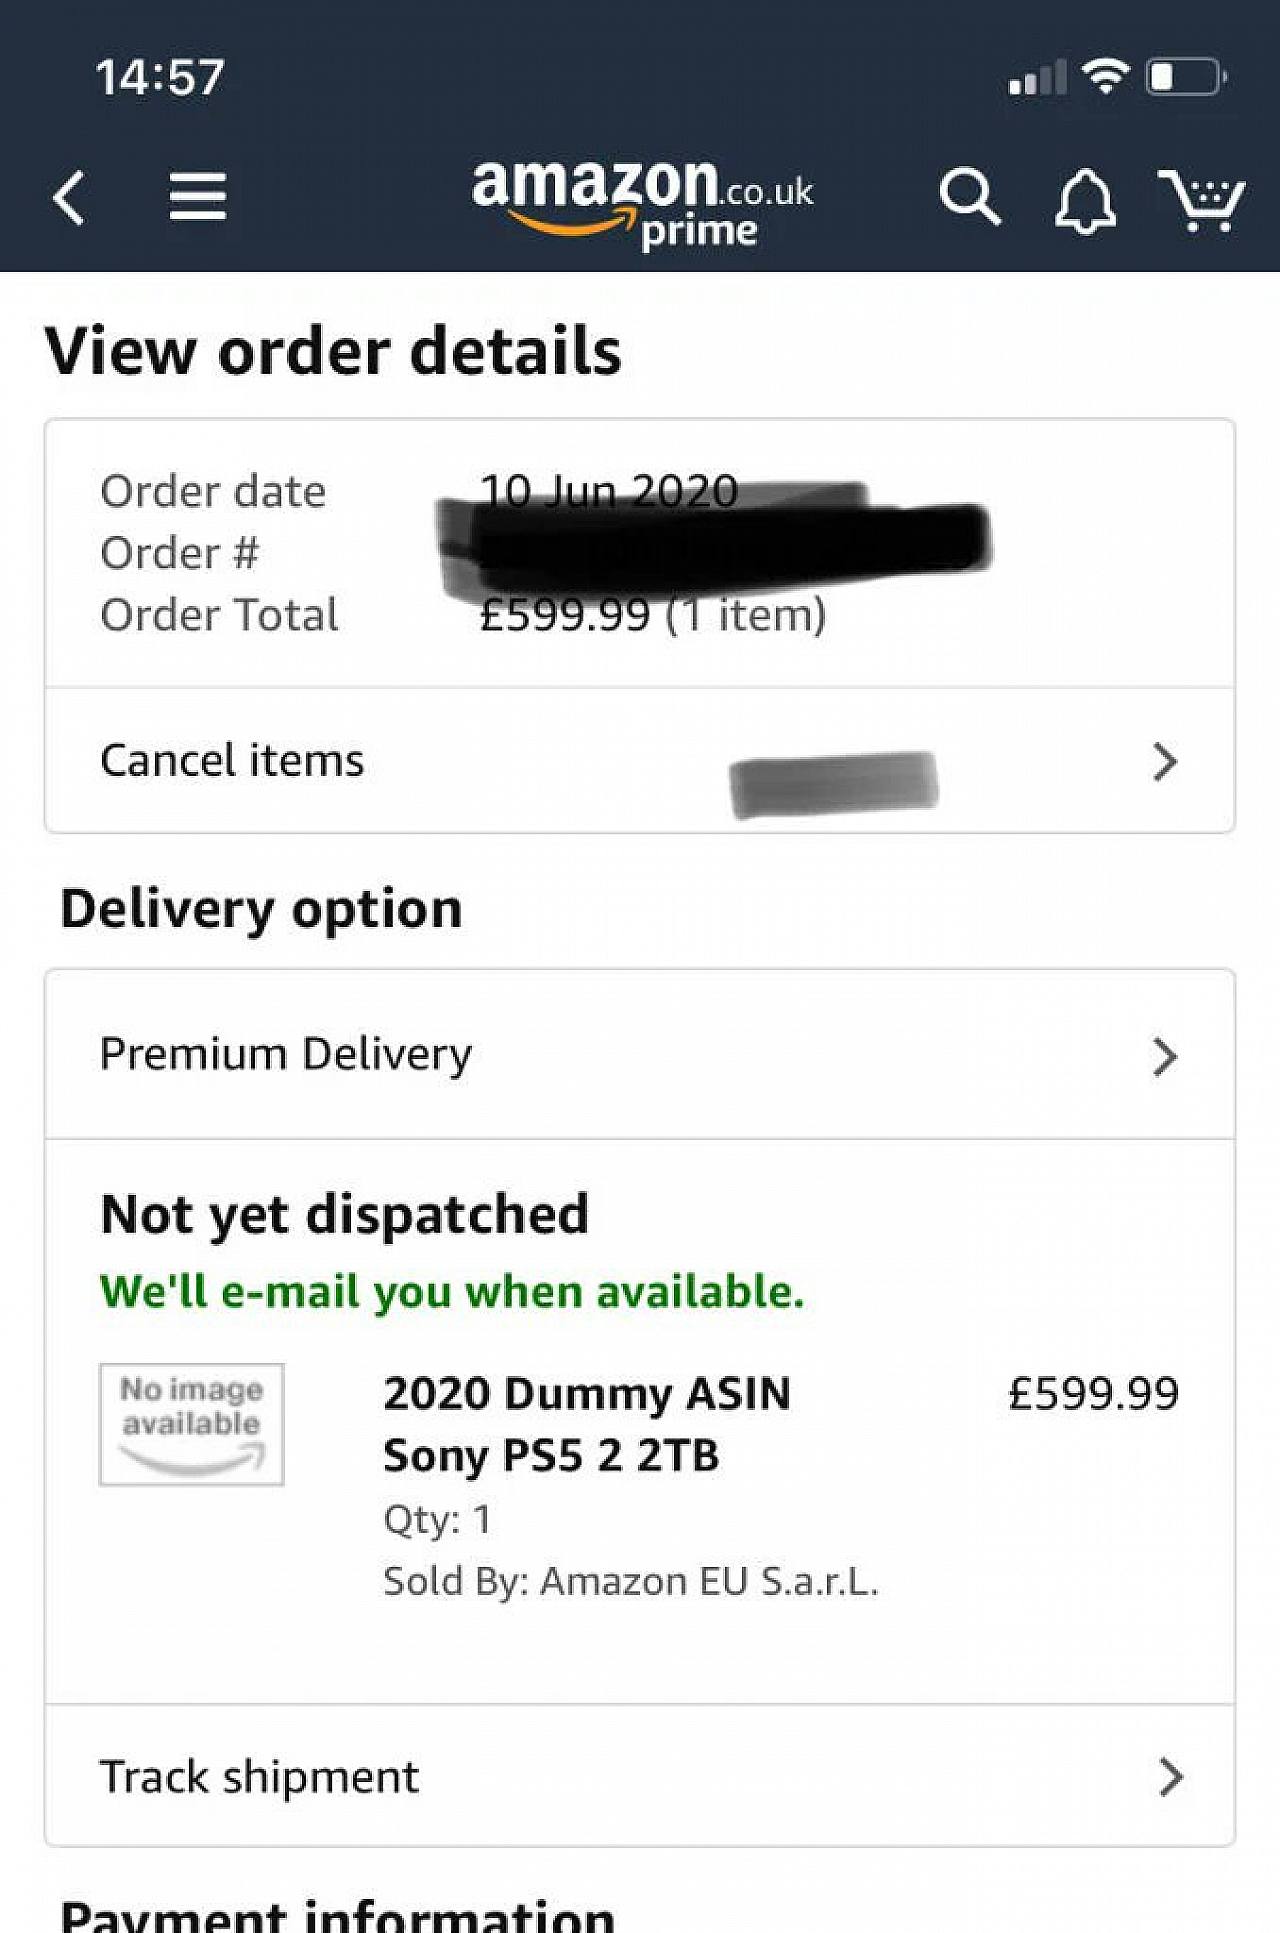 14:57
amazon.co.uk
prime
View order details
Order date 10 Jun 2020
Order #
Order Total £599.99 (1 item)
Cancel items
Delivery option
Premium Delivery
Not yet dispatched
We'll e-mail you when available.
No image
available
2020 Dummy ASIN £599.99
Sony PS5 2 2TB
Qty: 1
Sold By: Amazon EU S.a.r.L.
Track shipment
Payment information